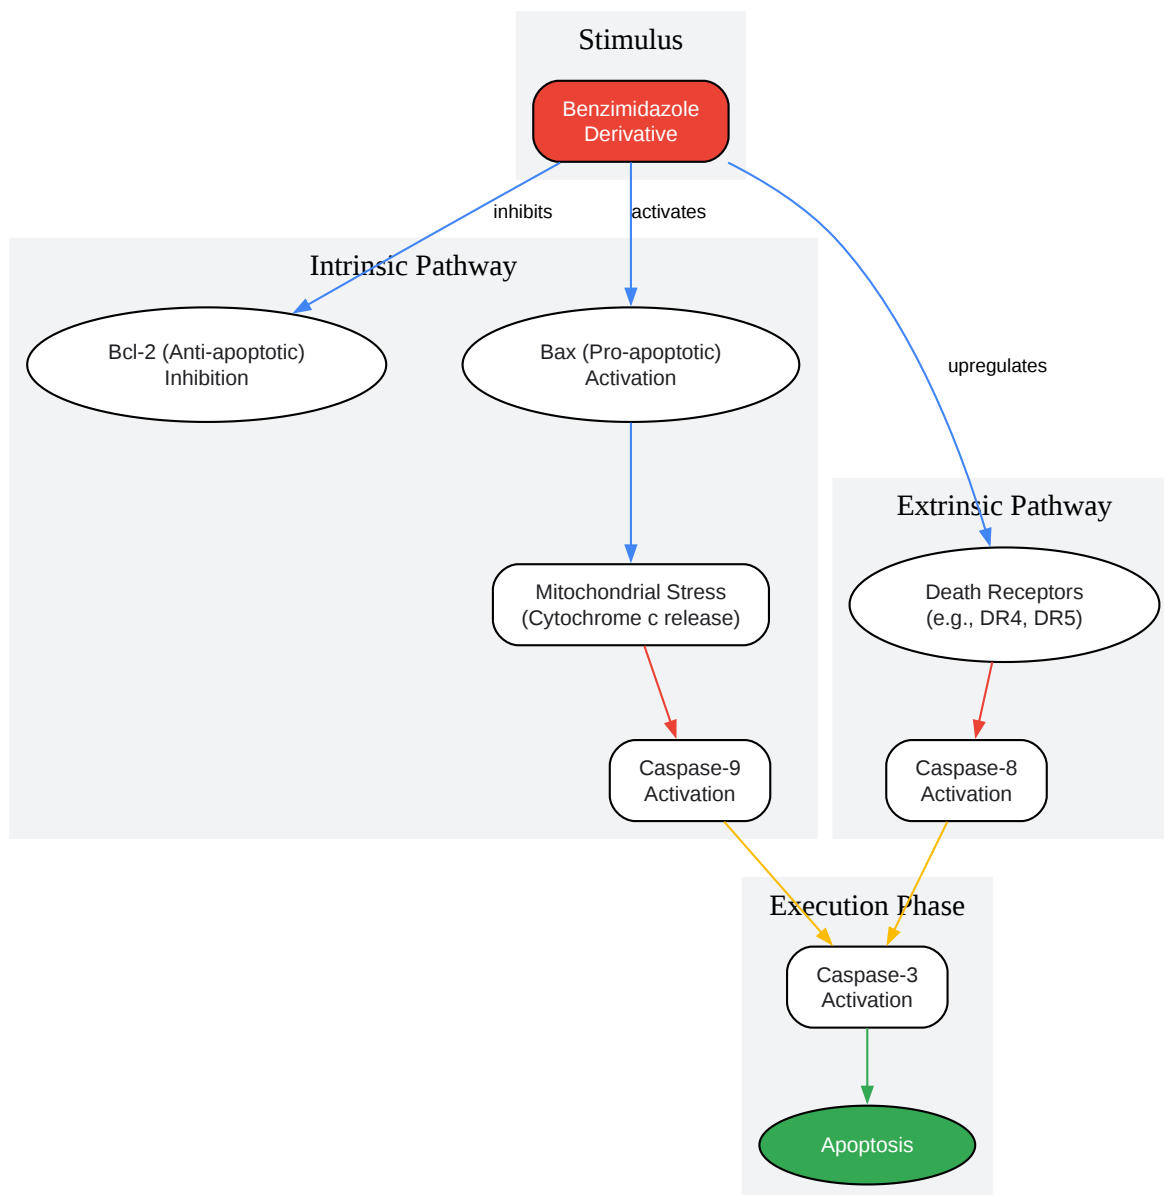 Stimulus
Benzimidazole
Derivative
inhibits
activates
Intrinsic Pathway
Bcl-2 (Anti-apoptotic)
Inhibition
Bax (Pro-apoptotic)
Activation
upregulates
Extrinsic Pathway
Mitochondrial Stress
(Cytochrome c release)
Death Receptors
(e.g., DR4, DR5)
Caspase-9
Activation
Caspase-8
Activation
Execution Phase
Caspase-3
Activation
Apoptosis